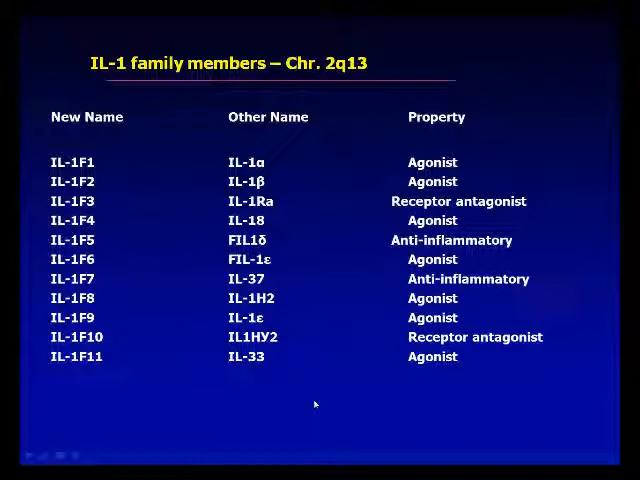 IL-1 family members – Chr. 2q13
New Name Other Name Property
IL-1F1 IL-1α Agonist
IL-1F2 IL-1β Agonist
IL-1F3 IL-1Ra Receptor antagonist
IL-1F4 IL-18 Agonist
IL-1F5 FIL1δ Anti-inflammatory
IL-1F6 FIL-1ε Agonist
IL-1F7 IL-37 Anti-inflammatory
IL-1F8 IL-1H2 Agonist
IL-1F9 IL-1ε Agonist
IL-1F10 IL1HУ2 Receptor antagonist
IL-1F11 IL-33 Agonist